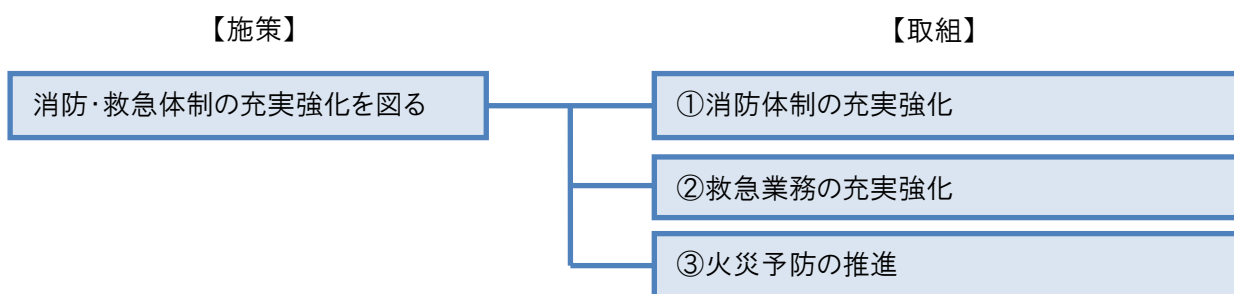 【施策】
【取組】
消防・救急体制の充実強化を図る
①消防体制の充実強化
②救急業務の充実強化
③火災予防の推進